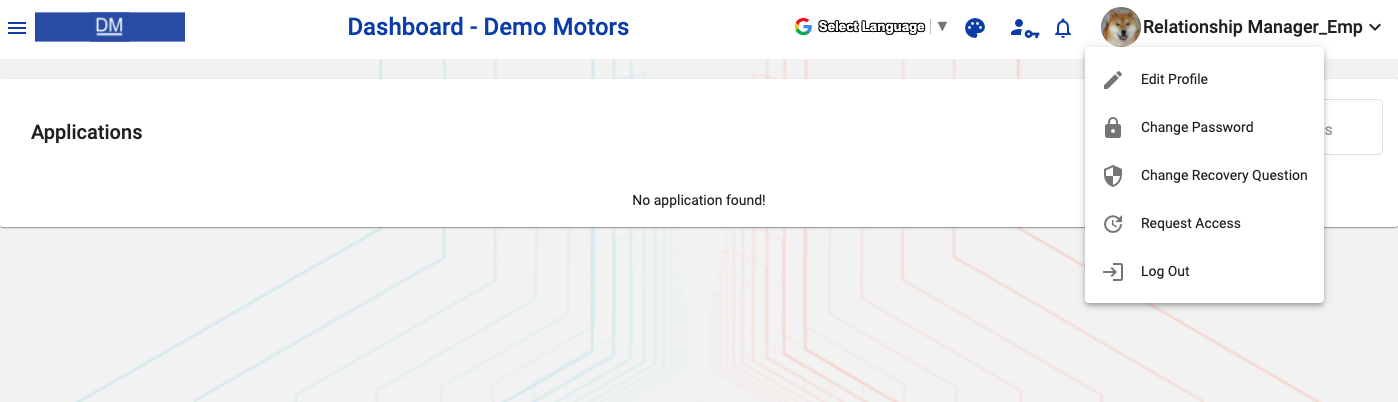 DM
Dashboard - Demo Motors
Select Language
Relationship Manager_Emp
Edit Profile
Applications
Change Password
Change Recovery Question
No application found!
Request Access
Log Out